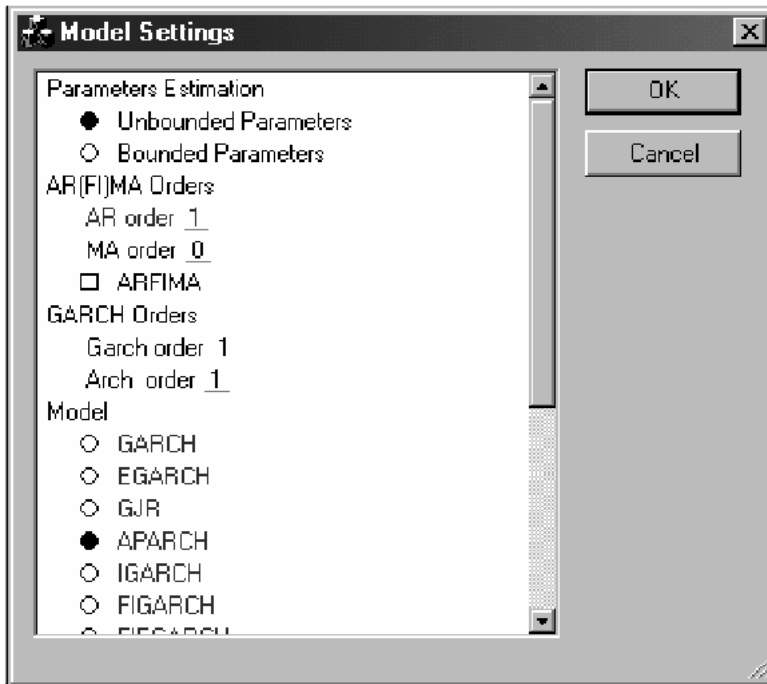 Model Settings
Parameters Estimation
Unbounded Parameters
Bounded Parameters
AR(FI)MA Orders
AR order 1
MA order 0
ARFIMA
GARCH Orders
Garch order 1
Arch order 1
Model
GARCH
EGARCH
GJR
APARCH
IGARCH
FIGARCH
OK
Cancel